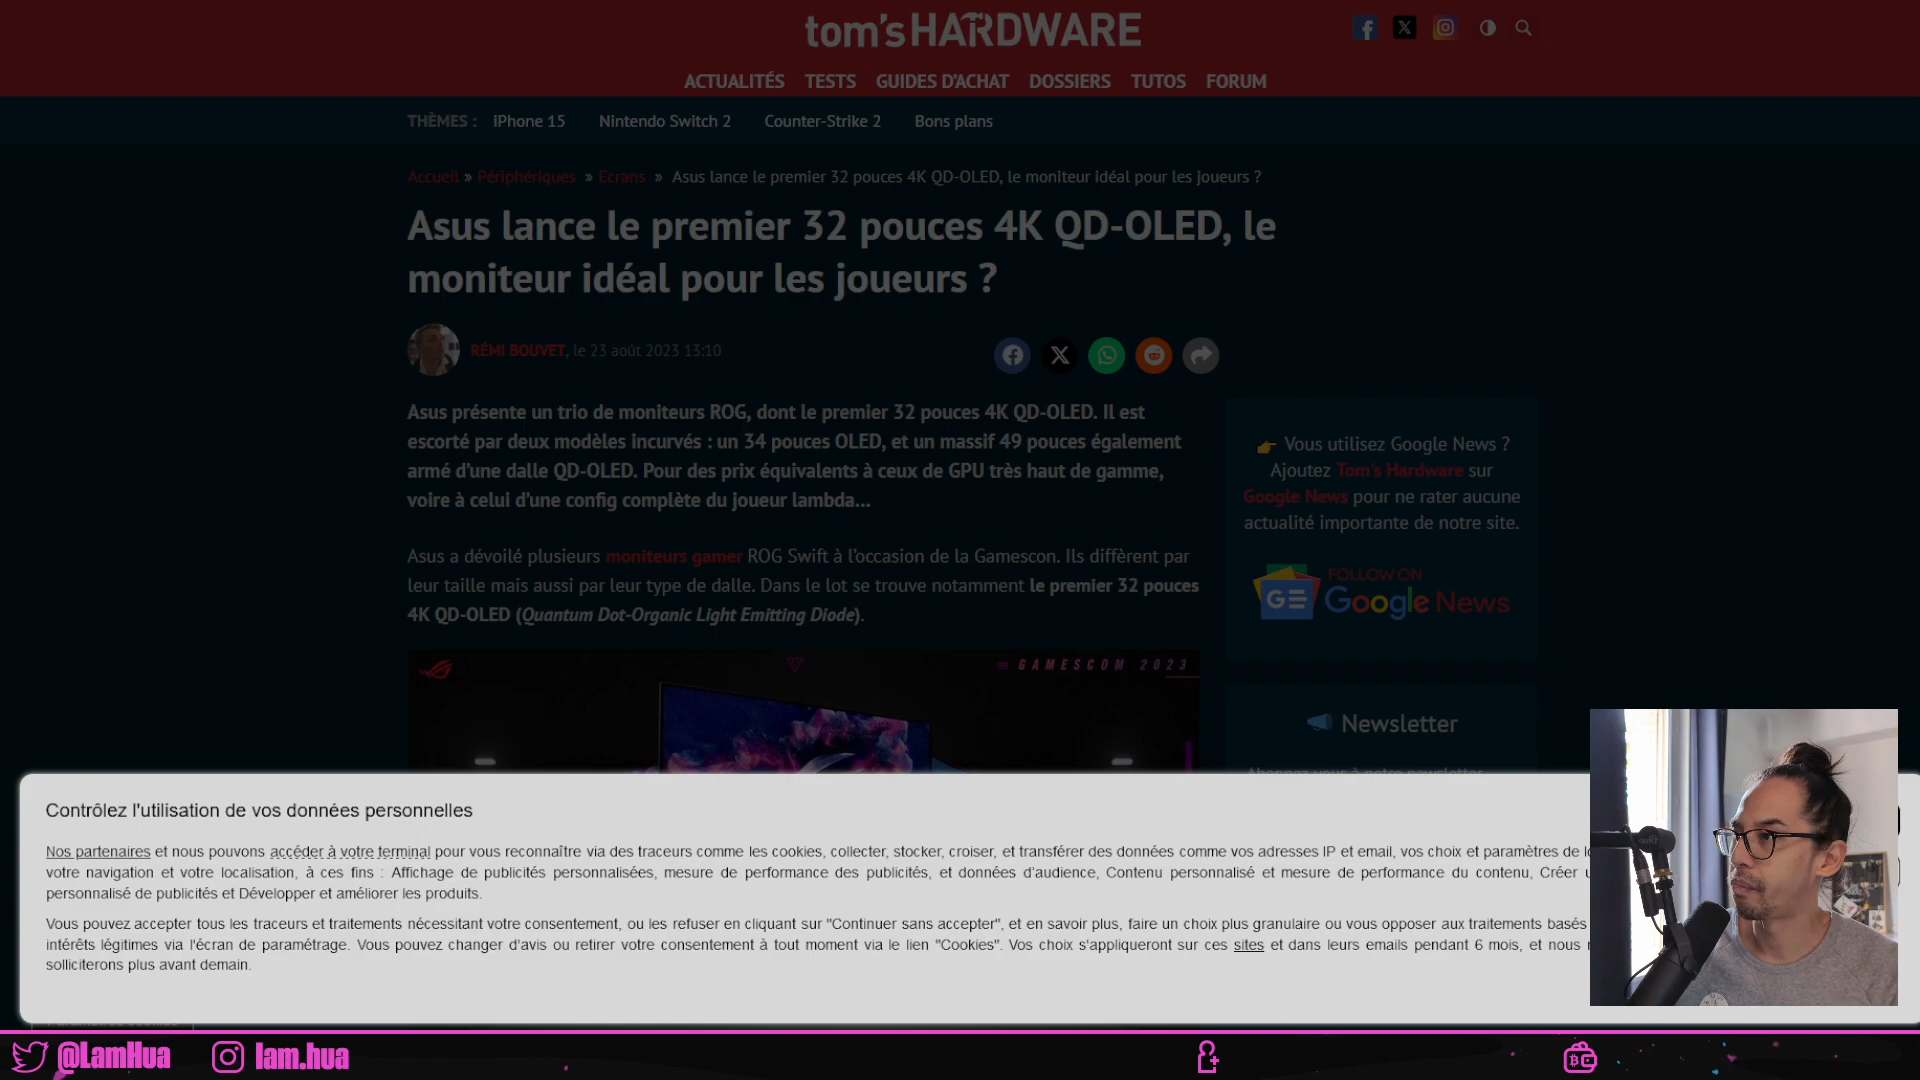 tom's HARDWARE
ACTUALITÉS TESTS GUIDES D'ACHAT DOSSIERS TUTOS FORUM
THÈMES : iPhone 15 Nintendo Switch 2 Counter-Strike 2 Bons plans
Accueil » Périphériques » Ecrans » Asus lance le premier 32 pouces 4K QD-OLED, le moniteur idéal pour les joueurs ?
Asus lance le premier 32 pouces 4K QD-OLED, le
moniteur idéal pour les joueurs ?
RÉMI BOUVET, le 23 août 2023 13:10
Asus présente un trio de moniteurs ROG, dont le premier 32 pouces 4K QD-OLED. Il est
escorté par deux modèles incurvés : un 34 pouces OLED, et un massif 49 pouces également
armé d'une dalle QD-OLED. Pour des prix équivalents à ceux de GPU très haut de gamme,
voire à celui d'une config complète du joueur lambda...
Asus a dévoilé plusieurs moniteurs gamer ROG Swift à l'occasion de la Gamescon. Ils diffèrent par
leur taille mais aussi par leur type de dalle. Dans le lot se trouve notamment le premier 32 pouces
4K QD-OLED (Quantum Dot-Organic Light Emitting Diode).
GAMESCOM 2023
Vous utilisez Google News ?
Ajoutez Tom's Hardware sur
Google News pour ne rater aucune
actualité importante de notre site.
GE FOLLOW ON
Google News
Newsletter
Abonnez-vous à notre newsletter
Contrôlez l'utilisation de vos données personnelles
Nos partenaires et nous pouvons accéder à votre terminal pour vous reconnaître via des traceurs comme les cookies, collecter, stocker, croiser, et transférer des données comme vos adresses IP et email, vos choix et paramètres de
votre navigation et votre localisation, à ces fins : Affichage de publicités personnalisées, mesure de performance des publicités, et données d'audience, Contenu personnalisé et mesure de performance du contenu, Créer
personnalisé de publicités et Développer et améliorer les produits.
Vous pouvez accepter tous les traceurs et traitements nécessitant votre consentement, ou les refuser en cliquant sur "Continuer sans accepter", et en savoir plus, faire un choix plus granulaire ou vous opposer aux traitements basés
intérêts légitimes via l'écran de paramétrage. Vous pouvez changer d'avis ou retirer votre consentement à tout moment via le lien "Cookies". Vos choix s'appliqueront sur ces sites et dans leurs emails pendant 6 mois, et nous
solliciterons plus avant demain.
@LamHua lam.hua